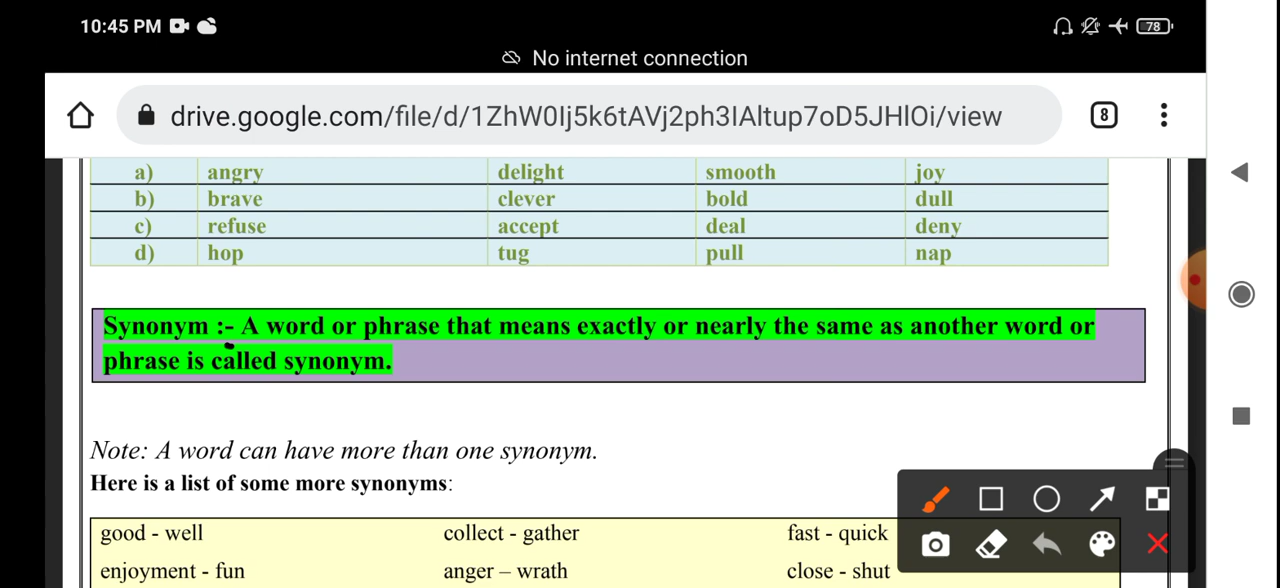 10:45 PM 78
No internet connection
drive.google.com/file/d/1ZhW0Ij5k6tAVj2ph3IAltup7oD5JHlOi/view 8
a) angry delight smooth joy
b) brave clever bold dull
c) refuse accept deal deny
d) hop tug pull nap
Synonym :- A word or phrase that means exactly or nearly the same as another word or
phrase is called synonym.
Note: A word can have more than one synonym.
Here is a list of some more synonyms:
good - well collect - gather fast - quick
enjoyment - fun anger – wrath close - shut